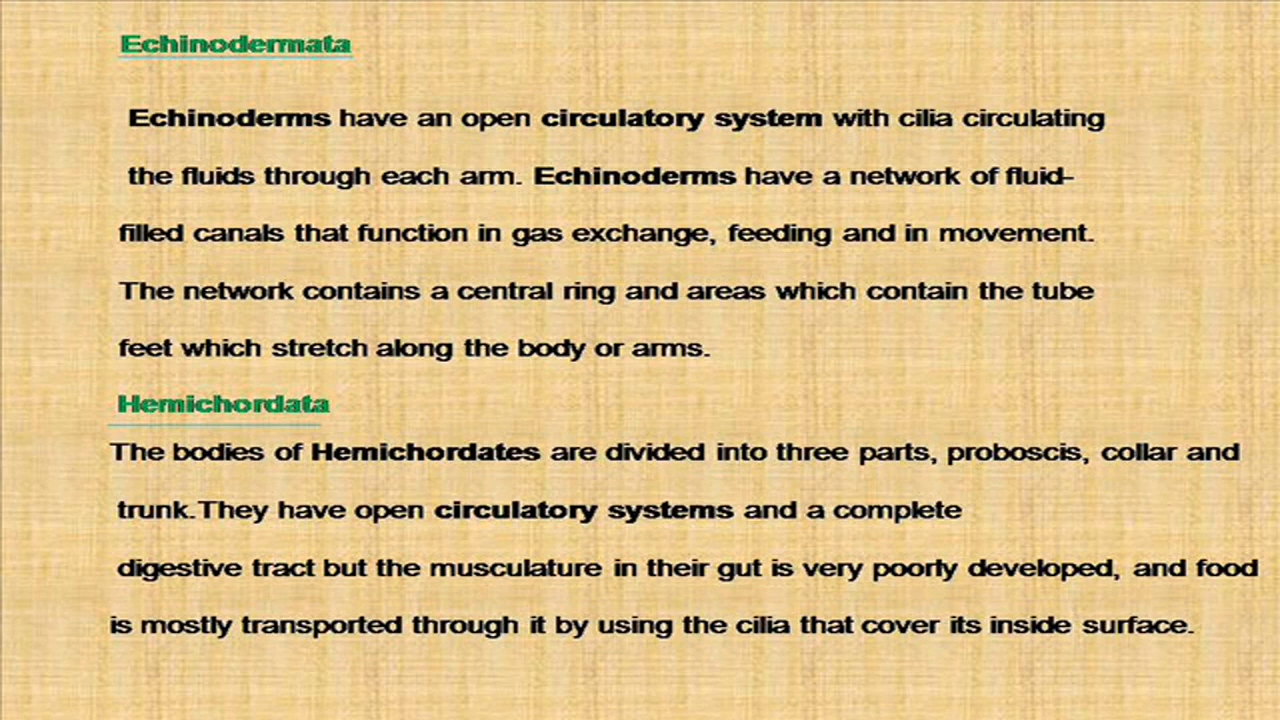 Echinodermata
Echinoderms have an open circulatory system with cilia circulating
the fluids through each arm. Echinoderms have a network of fluid-
filled canals that function in gas exchange, feeding and in movement.
The network contains a central ring and areas which contain the tube
feet which stretch along the body or arms.
Hemichordata
The bodies of Hemichordates are divided into three parts, proboscis, collar and
trunk.They have open circulatory systems and a complete
digestive tract but the musculature in their gut is very poorly developed, and food
is mostly transported through it by using the cilia that cover its inside surface.